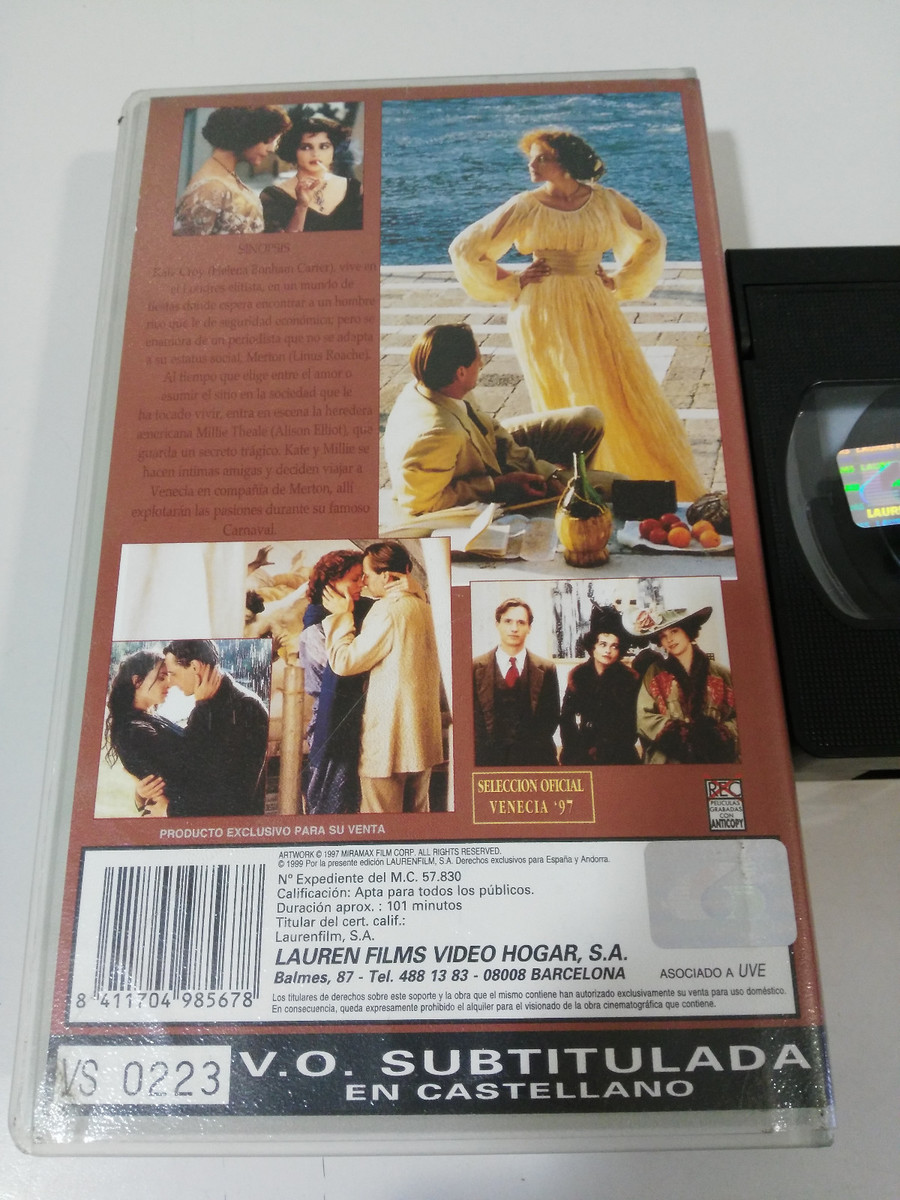 SINOPSIS
Kate Croy (Helena Bonham Carter), vive en
el Londres elitista, en un mundo de
fiestas donde espera encontrar a un hombre
rico que le de seguridad económica; pero se
enamora de un periodista que no se adapta
a su estatus social, Merton (Linus Roache).
Al tiempo que elige entre el amor o
asumir el sitio en la sociedad que le
ha tocado vivir, entra en escena la heredera
americana Millie Theale (Alison Elliot), que
guarda un secreto trágico. Kate y Millie se
hacen íntimas amigas y deciden viajar a
Venecia en compañía de Merton, allí
explotarán las pasiones durante su famoso
Carnaval.
SELECCION OFICIAL
VENECIA '97
REC
PELICULAS
GRABADAS
CON
ANTICOPY
PRODUCTO EXCLUSIVO PARA SU VENTA
ARTWORK © 1997 MIRAMAX FILM CORP. ALL RIGHTS RESERVED.
© 1999 Por la presente edición LAURENFILM, S.A. Derechos exclusivos para España y Andorra.
Nº Expediente del M.C. 57.830
Calificación: Apta para todos los públicos.
Duración aprox. : 101 minutos
Titular del cert. calif.:
Laurenfilm, S.A.
LAUREN FILMS VIDEO HOGAR, S.A.
Balmes, 87 - Tel. 488 13 83 - 08008 BARCELONA
ASOCIADO A UVE
Los titulares de derechos sobre este soporte y la obra que el mismo contiene han autorizado exclusivamente su venta para uso doméstico.
En consecuencia, queda expresamente prohibido el alquiler para el visionado de la obra cinematográfica que contiene.
8 411704 985678
VS 0223
V.O. SUBTITULADA
EN CASTELLANO